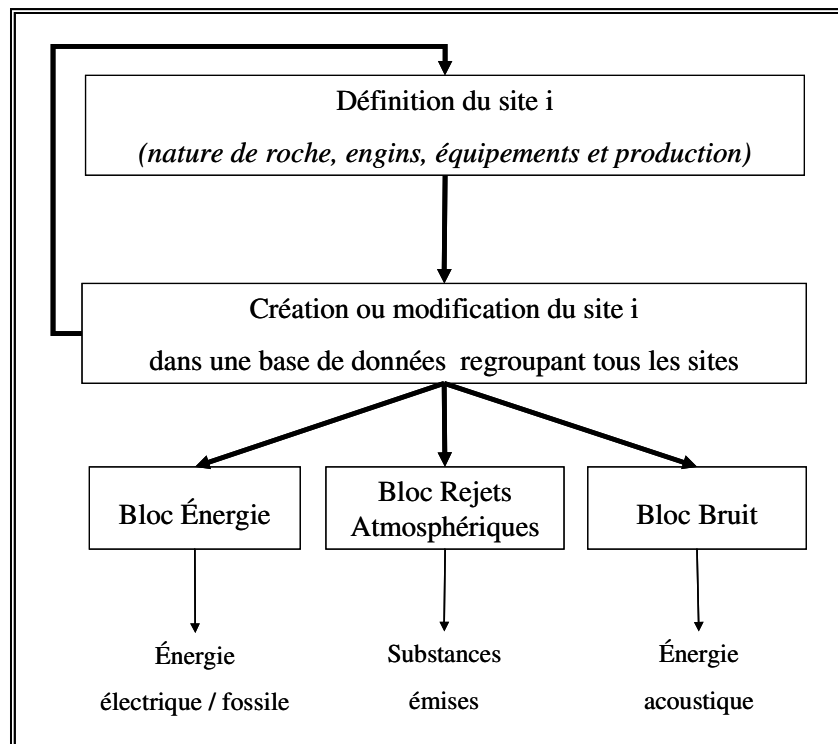 Définition du site i
(nature de roche, engins, équipements et production)
Création ou modification du site i
dans une base de données regroupant tous les sites
Bloc Énergie
Bloc Rejets
Atmosphériques
Bloc Bruit
Énergie
électrique / fossile
Substances
émises
Énergie
acoustique